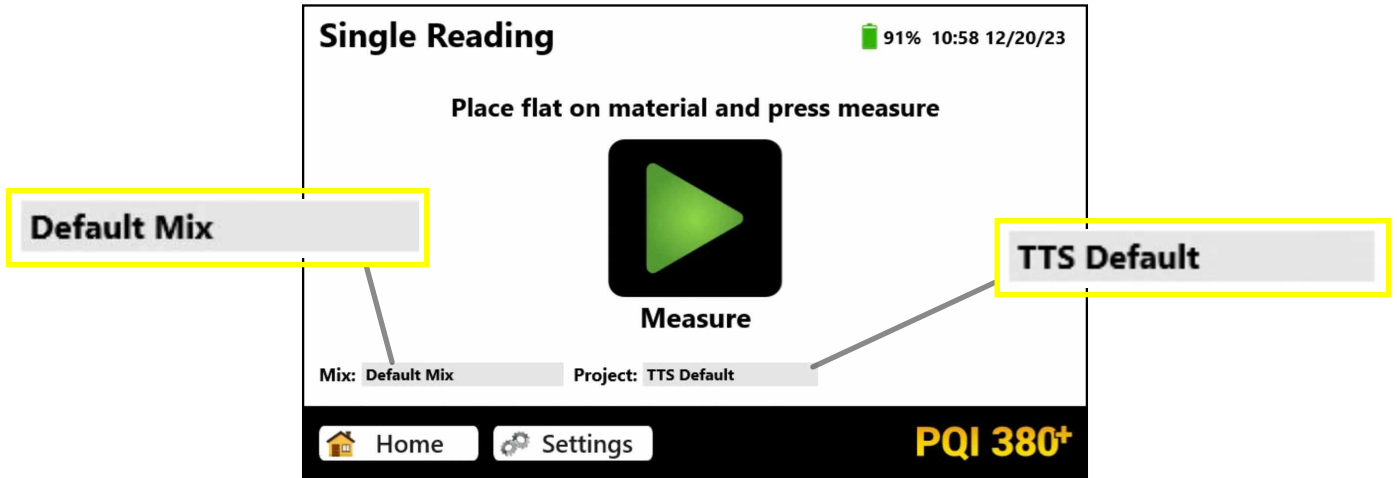 Single Reading
91% 10:58 12/20/23
Place flat on material and press measure
Default Mix
TTS Default
Measure
Mix: Default Mix Project: TTS Default
Home Settings PQI 380+